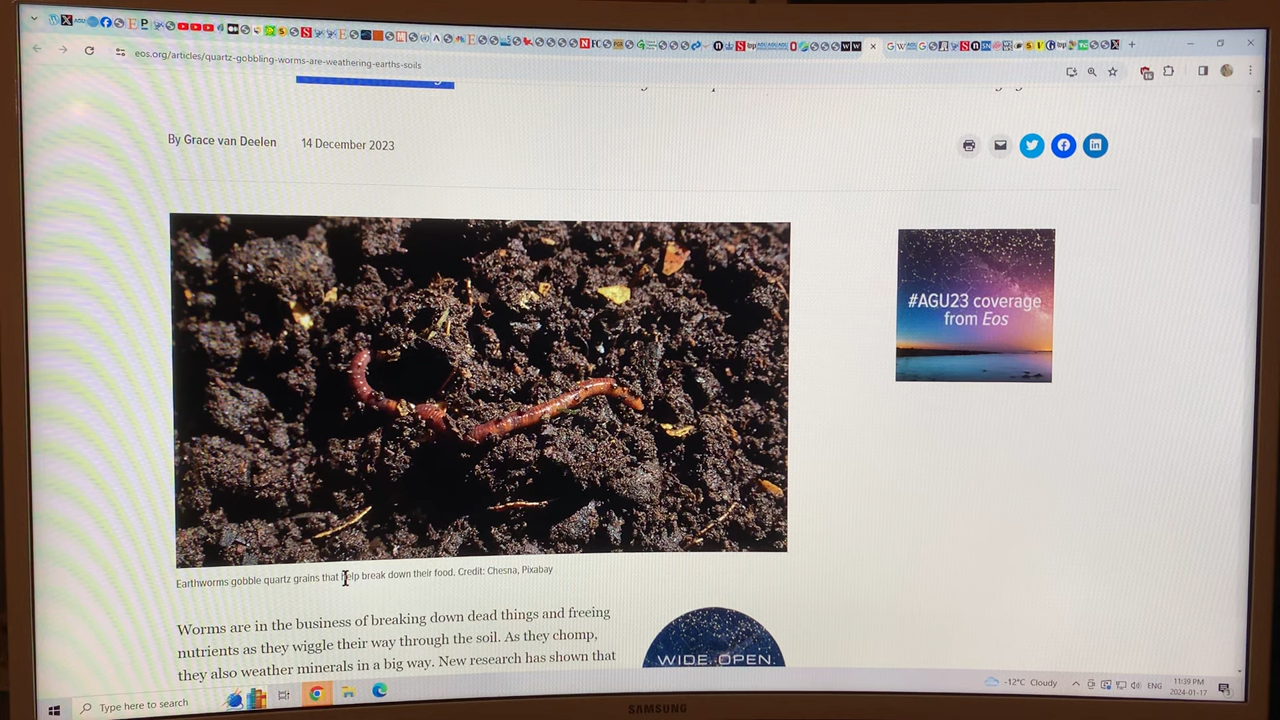 eos.org/articles/quartz-gobbling-worms-are-weathering-earths-soils
By Grace van Deelen 14 December 2023
#AGU23 coverage
from Eos
Earthworms gobble quartz grains that help break down their food. Credit: Chesna, Pixabay
Worms are in the business of breaking down dead things and freeing
nutrients as they wiggle their way through the soil. As they chomp,
they also weather minerals in a big way. New research has shown that
WIDE. OPEN.
Type here to search
-12°C Cloudy
ENG
11:39 PM
2024-01-17
SAMSUNG